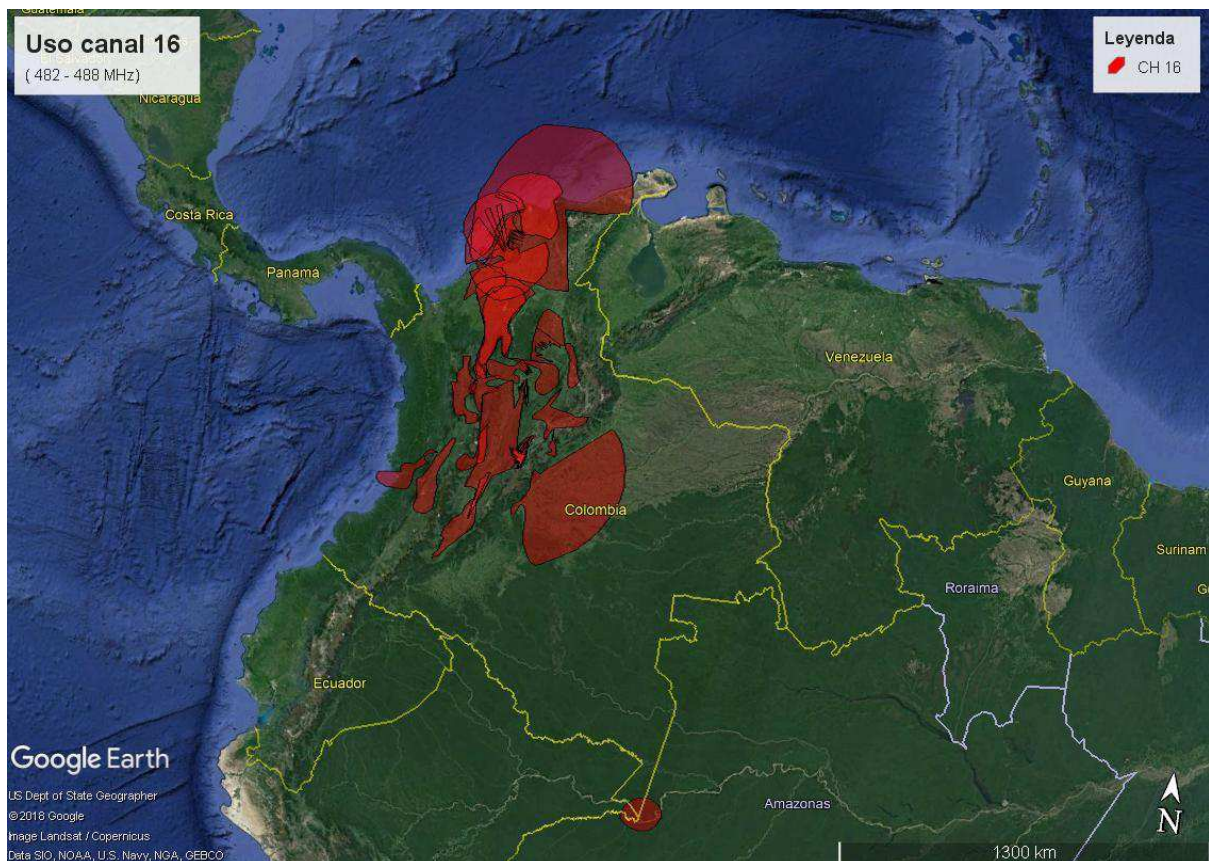 Guatemala
Uso canal 16
( 482 - 488 MHz)
Leyenda
CH 16
Nicaragua
Costa Rica
Panamá
Venezuela
Guyana
Colombia
Surinam
Roraima
Ecuador
Google Earth
US Dept of State Geographer
©2018 Google
Image Landsat / Copernicus
Data SIO, NOAA, U.S. Navy, NGA, GEBCO
Amazonas
N
1300 km